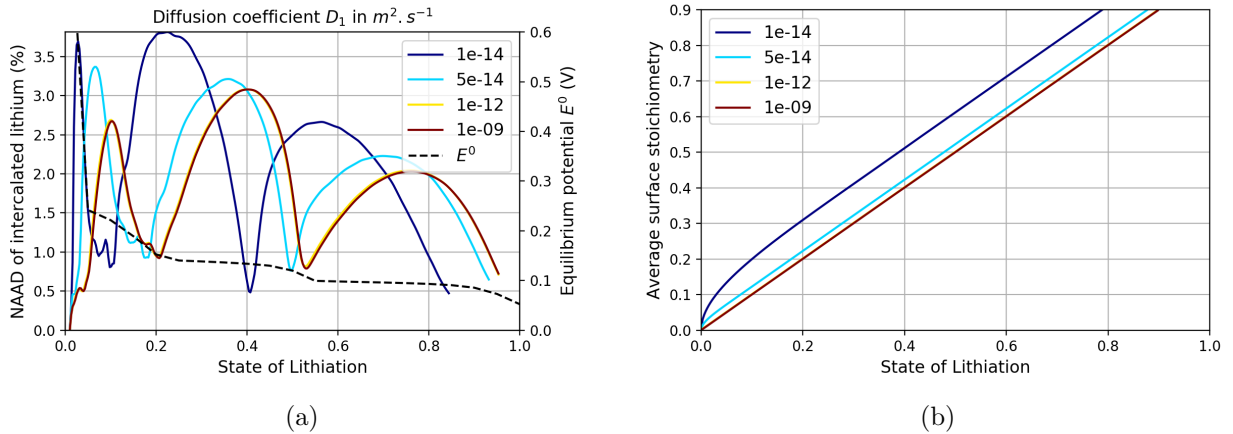 Diffusion coefficient D₁ in m².s⁻¹
NAAD of intercalated lithium (%)
3.5
3.0
2.5
2.0
1.5
1.0
0.5
0.0
1e-14
5e-14
1e-12
1e-09
E⁰
0.6
0.5
0.4
0.3
0.2
0.1
0.0
Equilibrium potential E⁰ (V)
0.0 0.2 0.4 0.6 0.8 1.0
State of Lithiation
(a)
Average surface stoichiometry
0.9
0.8
0.7
0.6
0.5
0.4
0.3
0.2
0.1
0.0
1e-14
5e-14
1e-12
1e-09
0.0 0.2 0.4 0.6 0.8 1.0
State of Lithiation
(b)